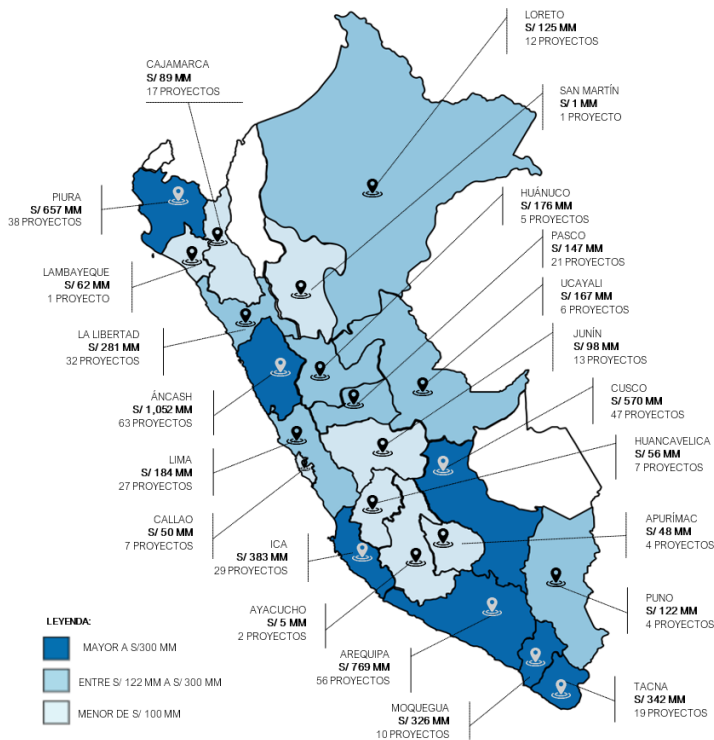 LORETO
S/ 125 MM
12 PROYECTOS
CAJAMARCA
S/ 89 MM
17 PROYECTOS
SAN MARTÍN
S/ 1 MM
1 PROYECTO
HUÁNUCO
S/ 176 MM
5 PROYECTOS
PIURA
S/ 657 MM
38 PROYECTOS
PASCO
S/ 147 MM
21 PROYECTOS
LAMBAYEQUE
S/ 62 MM
1 PROYECTO
UCAYALI
S/ 167 MM
6 PROYECTOS
LA LIBERTAD
S/ 281 MM
32 PROYECTOS
JUNÍN
S/ 98 MM
13 PROYECTOS
ÁNCASH
S/ 1,052 MM
63 PROYECTOS
CUSCO
S/ 570 MM
47 PROYECTOS
LIMA
S/ 184 MM
27 PROYECTOS
HUANCAVELICA
S/ 56 MM
7 PROYECTOS
CALLAO
S/ 50 MM
7 PROYECTOS
ICA
S/ 383 MM
29 PROYECTOS
APURÍMAC
S/ 48 MM
4 PROYECTOS
AYACUCHO
S/ 5 MM
2 PROYECTOS
PUNO
S/ 122 MM
4 PROYECTOS
AREQUIPA
S/ 769 MM
56 PROYECTOS
MOQUEGUA
S/ 326 MM
10 PROYECTOS
TACNA
S/ 342 MM
19 PROYECTOS
LEYENDA:
MAYOR A S/300 MM
ENTRE S/ 122 MM A S/ 300 MM
MENOR DE S/ 100 MM